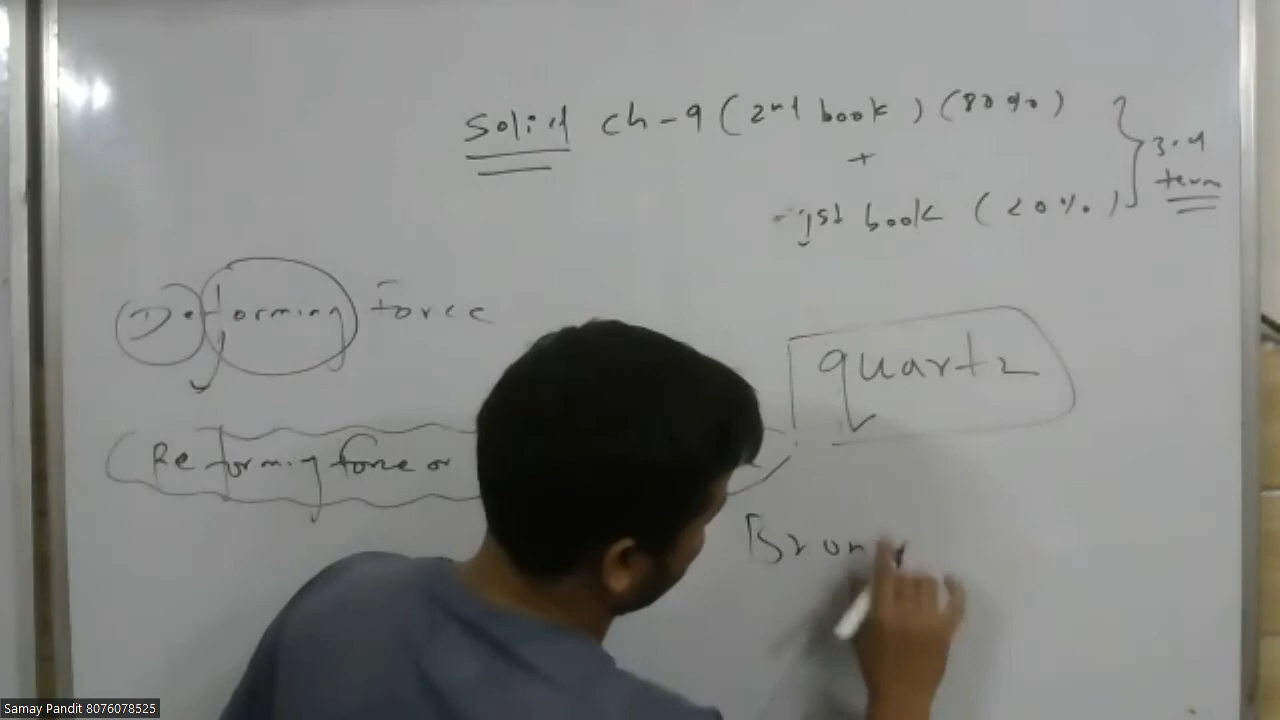 Solid ch-9 (2nd book) (80%)
+
1st book (20%)
3rd term
Deforming Force
quartz
(Reforming force or
Bronz
Samay Pandit 8076078525